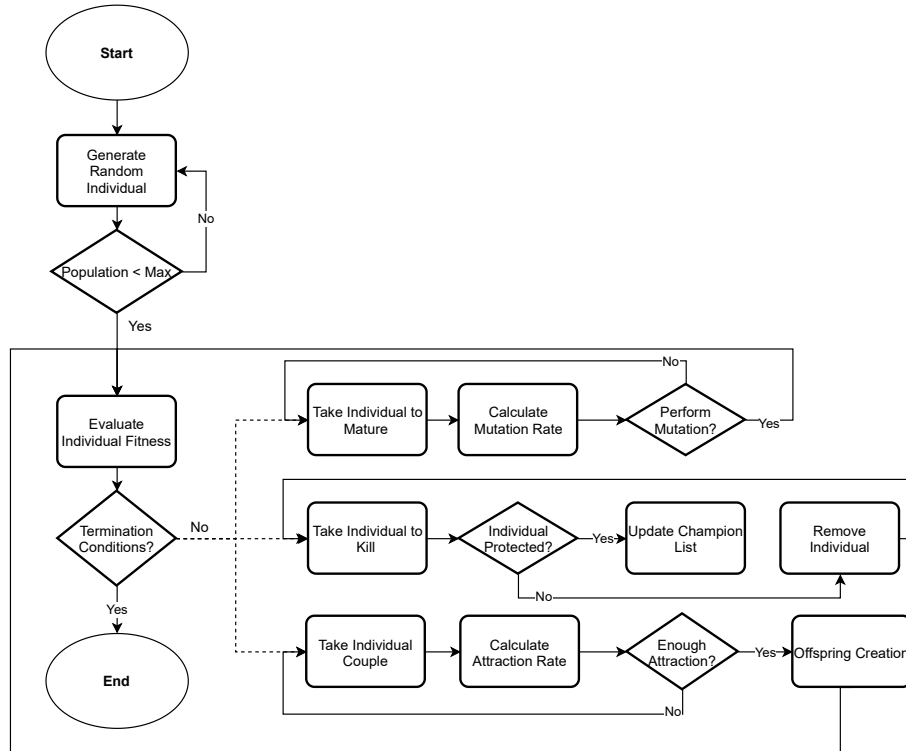 Start
Generate
Random
Individual
No
Population < Max
Yes
Evaluate
Individual Fitness
Termination
Conditions?
No
Yes
End
No
Take Individual to
Mature
Calculate
Mutation Rate
Perform
Mutation?
Yes
Take Individual to
Kill
Individual
Protected?
Yes
Update Champion
List
Remove
Individual
No
Take Individual
Couple
Calculate
Attraction Rate
Enough
Attraction?
Yes
Offspring Creation
No